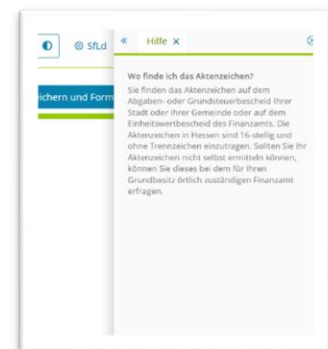 SfLd
« Hilfe ×
ichern und Form
Wo finde ich das Aktenzeichen?
Sie finden das Aktenzeichen auf dem
Abgaben- oder Grundsteuerbescheid Ihrer
Stadt oder Ihrer Gemeinde oder auf dem
Einheitswertbescheid des Finanzamts. Die
Aktenzeichen in Hessen sind 16-stellig und
ohne Trennzeichen einzutragen. Sollten Sie Ihr
Aktenzeichen nicht selbst ermitteln können,
können Sie dieses bei dem für Ihren
Grundbesitz örtlich zuständigen Finanzamt
erfragen.